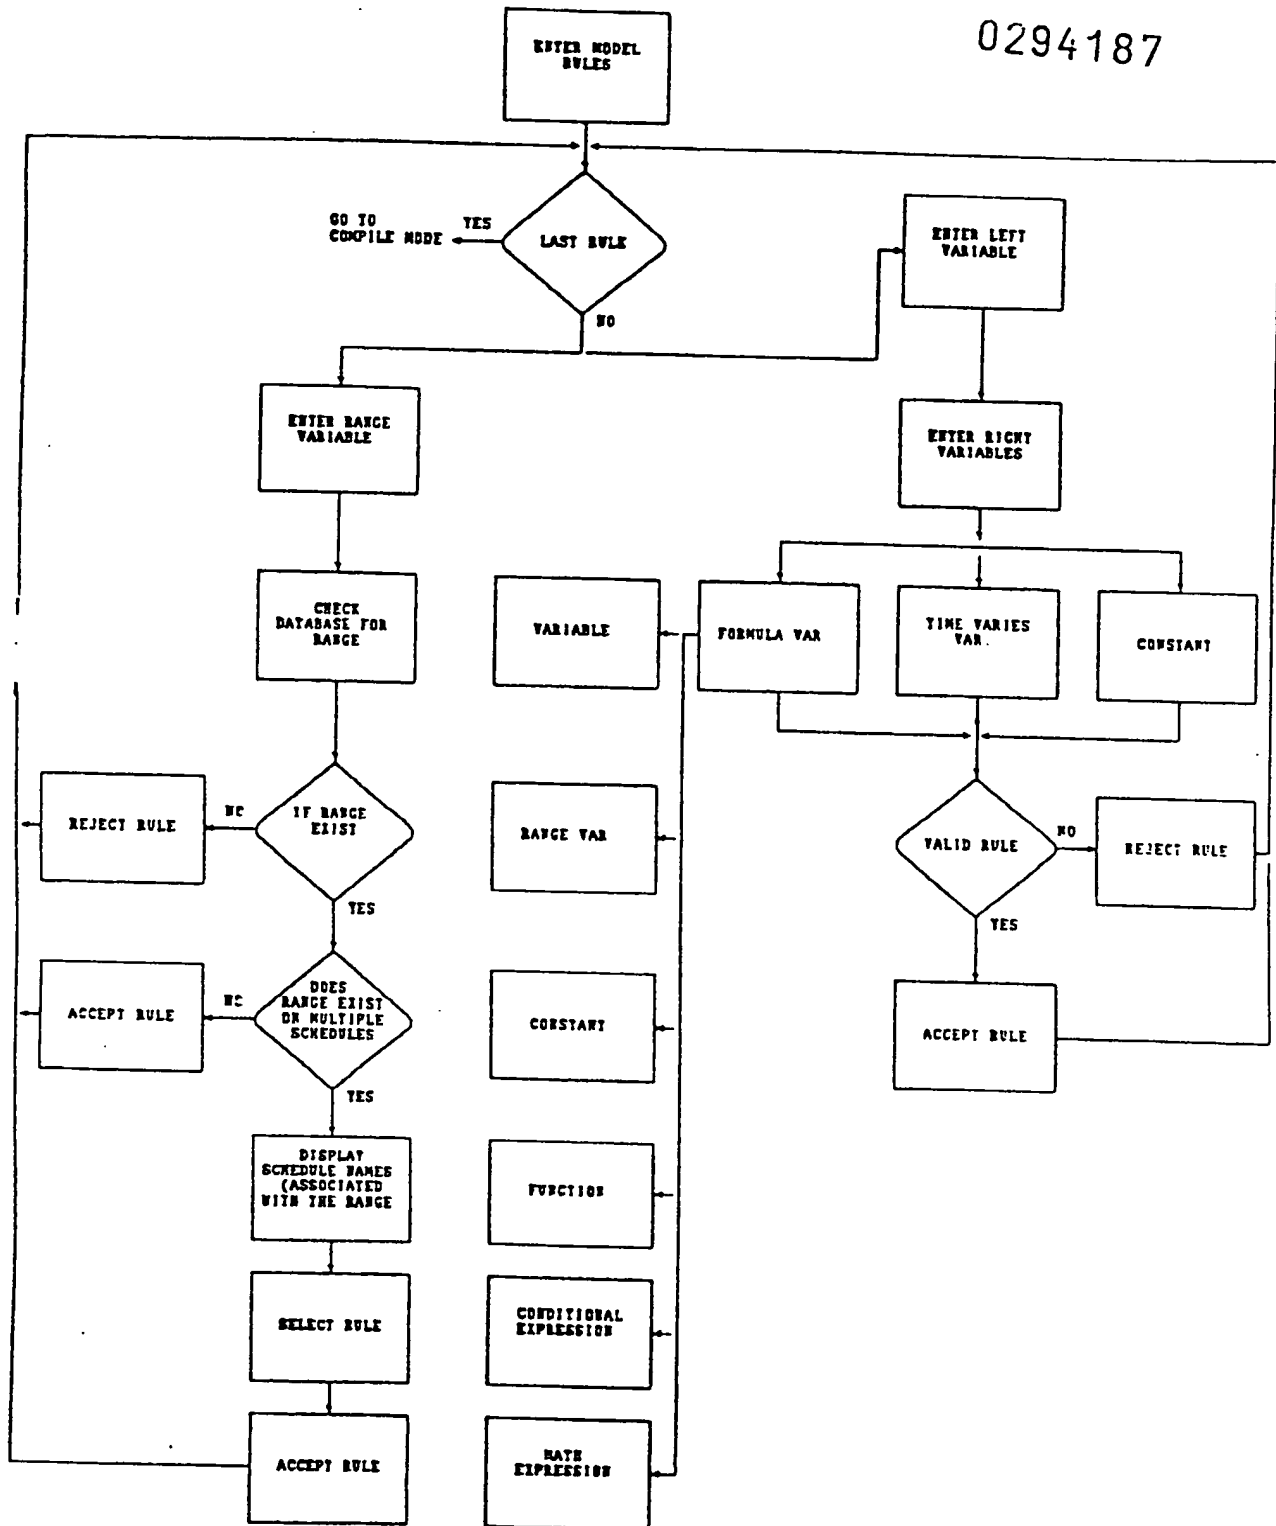 0294187
ENTER MODEL
RULES
GO TO
COMPILE MODE
YES
LAST RULE
NO
ENTER LEFT
VARIABLE
ENTER RANGE
VARIABLE
ENTER RIGHT
VARIABLES
CHECK
DATABASE FOR
RANGE
VARIABLE
FORMULA VAR
TIME VARIES
VAR.
CONSTANT
REJECT RULE
NO
IF RANGE
EXIST
YES
RANGE VAR
VALID RULE
NO
REJECT RULE
YES
ACCEPT RULE
NO
DOES
RANGE EXIST
ON MULTIPLE
SCHEDULES
YES
CONSTANT
ACCEPT RULE
DISPLAY
SCHEDULE NAMES
(ASSOCIATED
WITH THE RANGE
FUNCTION
SELECT RULE
CONDITIONAL
EXPRESSION
ACCEPT RULE
MATH
EXPRESSION